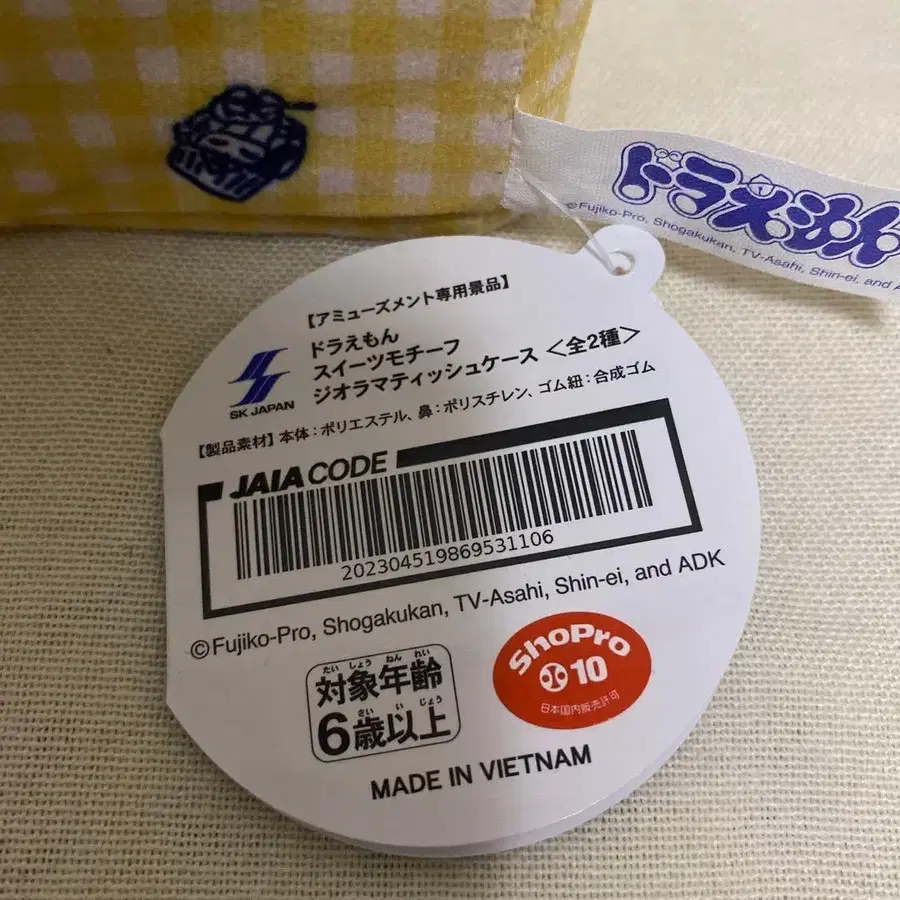 ドラえもん
©Fujiko-Pro, Shogakukan, TV-Asahi, Shin-ei, and
【アミューズメント専用景品】
SK JAPAN
ドラえもん
スイーツモチーフ
ジオラマティッシュケース <全2種>
【製品素材】本体:ポリエステル、鼻:ポリスチレン、ゴム紐:合成ゴム
JAIA CODE
202304519869531106
©Fujiko-Pro, Shogakukan, TV-Asahi, Shin-ei, and ADK
たいしょうねんれい
対象年齢
さいいじょう
6歳以上
ShoPro
10
日本国内販売許可
MADE IN VIETNAM